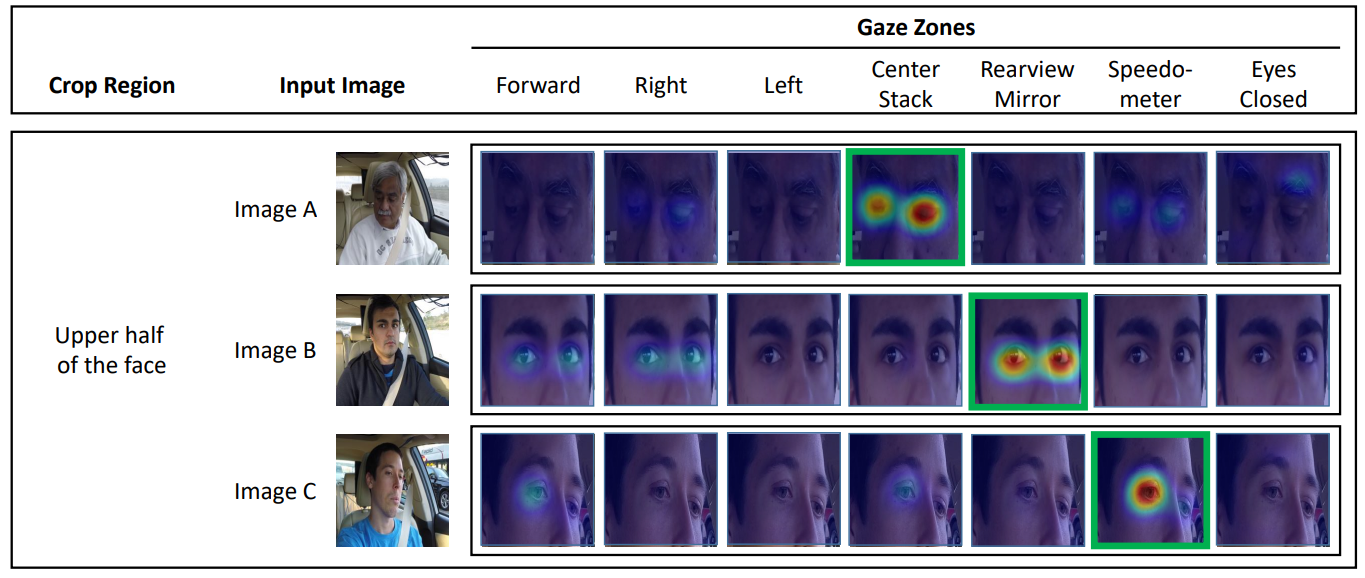 Gaze Zones
Crop Region Input Image Forward Right Left Center Stack Rearview Mirror Speedo-meter Eyes Closed
Image A
Upper half of the face
Image B
Image C